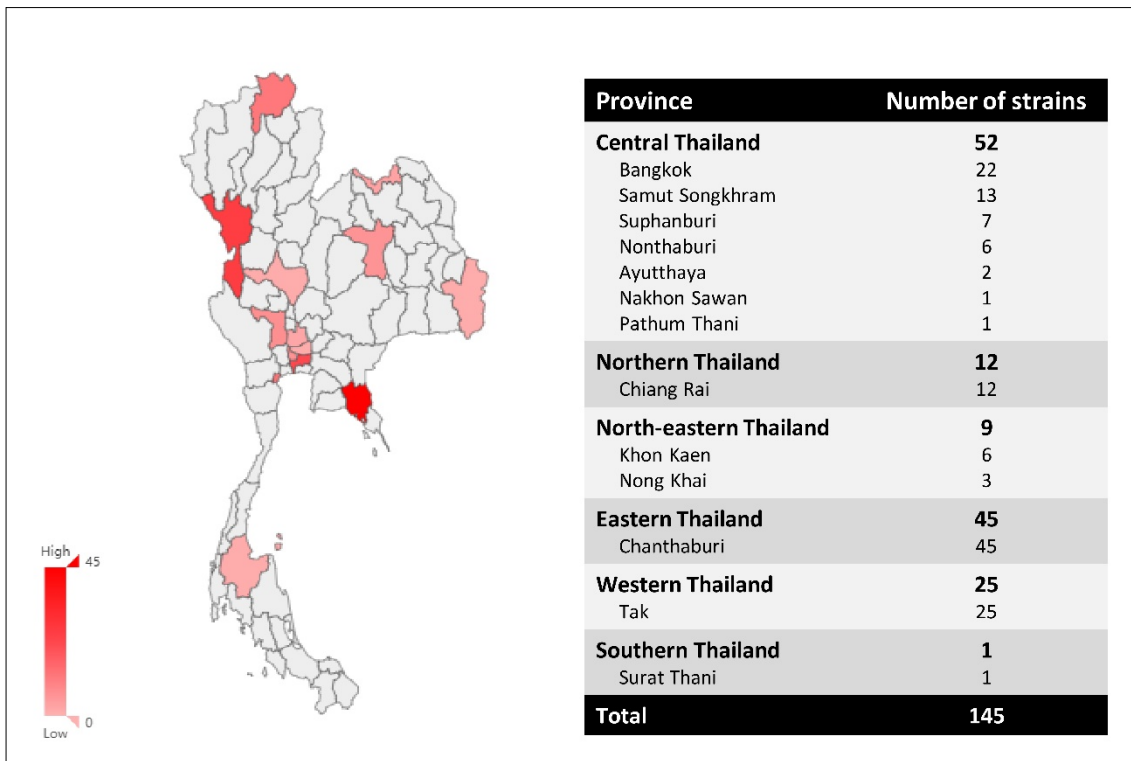 High
45
0
Low
Province Number of strains
Central Thailand 52
Bangkok 22
Samut Songkhram 13
Suphanburi 7
Nonthaburi 6
Ayutthaya 2
Nakhon Sawan 1
Pathum Thani 1
Northern Thailand 12
Chiang Rai 12
North-eastern Thailand 9
Khon Kaen 6
Nong Khai 3
Eastern Thailand 45
Chanthaburi 45
Western Thailand 25
Tak 25
Southern Thailand 1
Surat Thani 1
Total 145